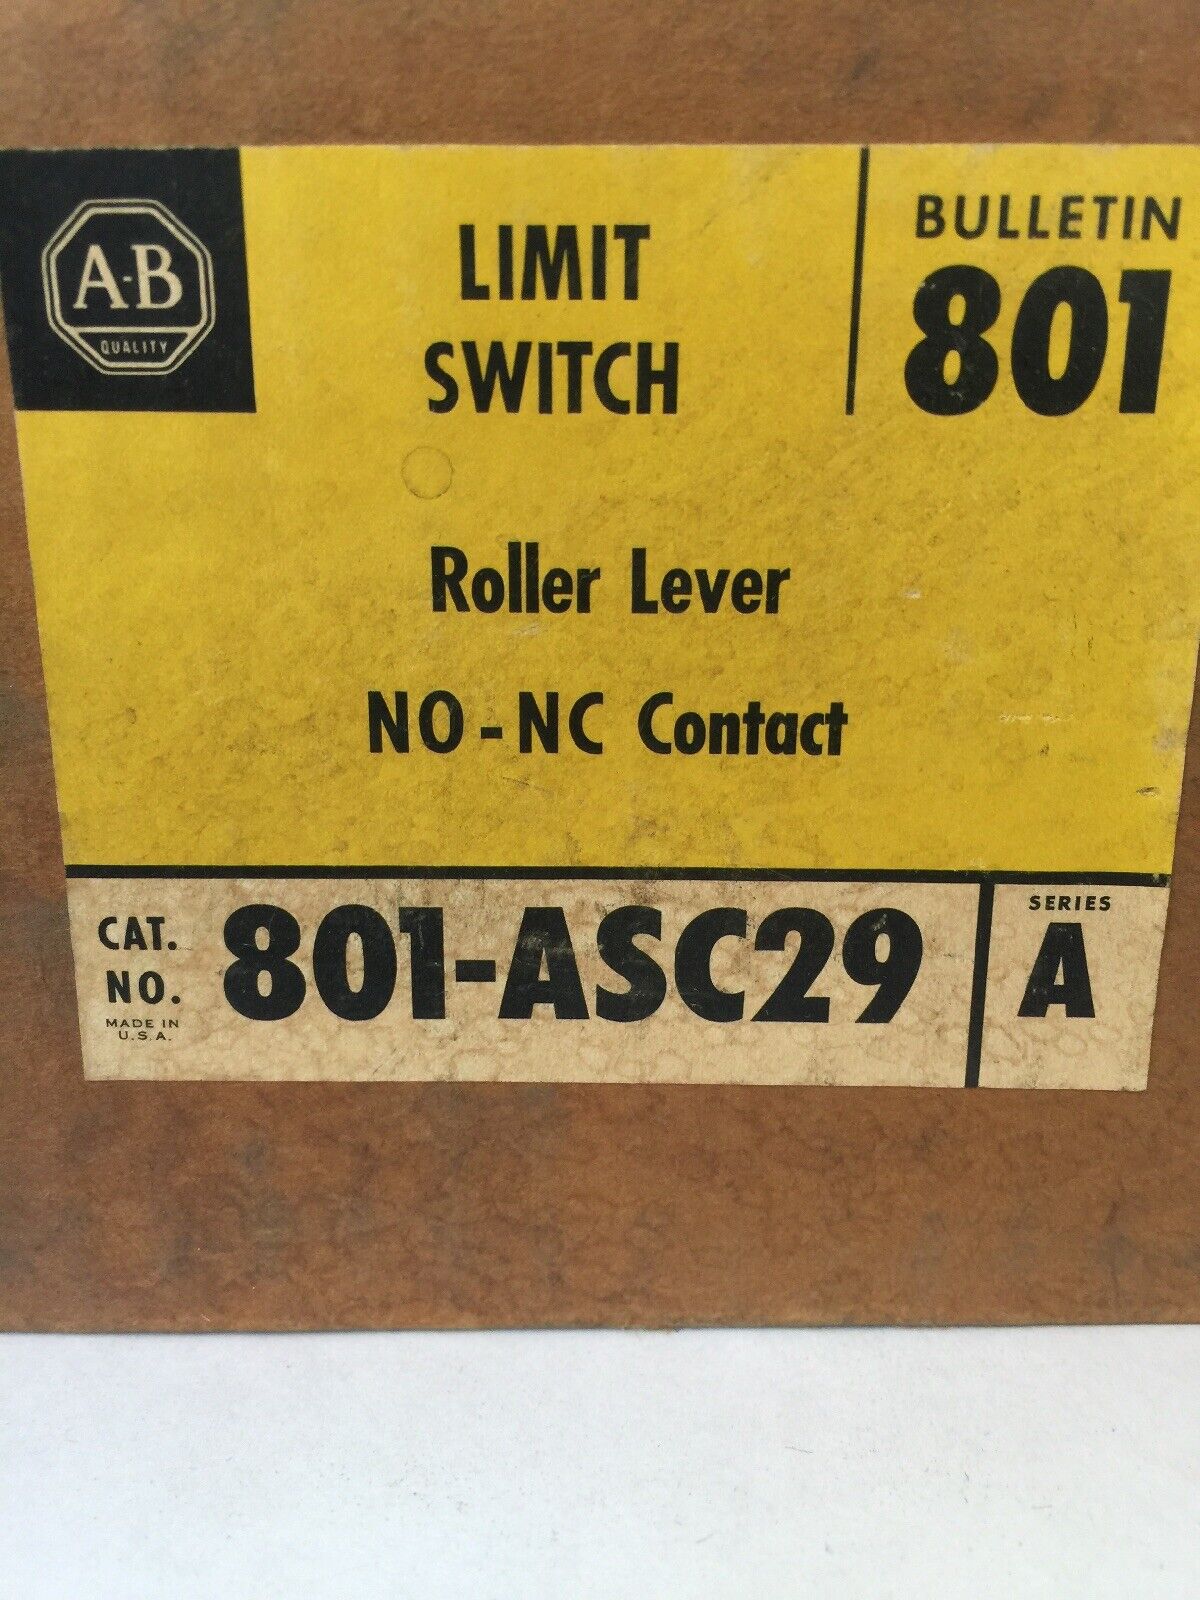 A-B
QUALITY
LIMIT
SWITCH
BULLETIN
801
Roller Lever
NO-NC Contact
CAT.
NO.
MADE IN
U.S.A.
801-ASC29
SERIES
A